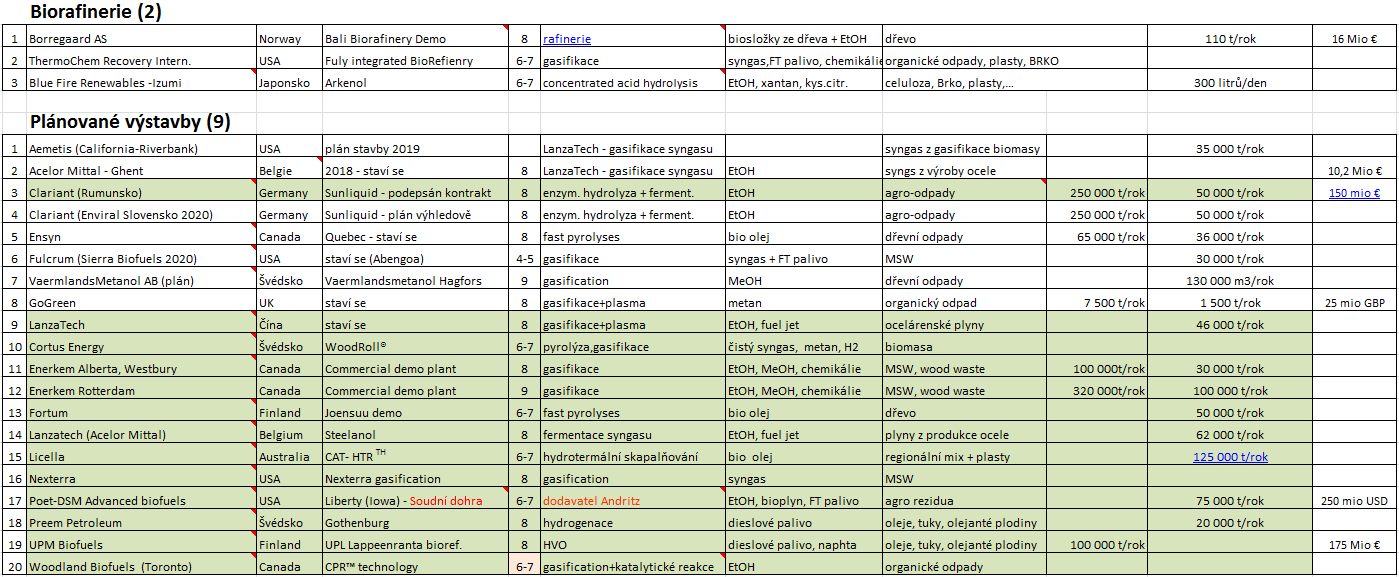 Biorafinerie (2)
1 Borregaard AS Norway Bali Biorafinery Demo 8 rafinerie biosložky ze dřeva + EtOH dřevo 110 t/rok 16 Mio €
2 ThermoChem Recovery Intern. USA Fuly integrated BioRefienry 6-7 gasifikace syngas,FT palivo, chemikálie organické odpady, plasty, BRKO
3 Blue Fire Renewables -Izumi Japonsko Arkenol 6-7 concentrated acid hydrolysis EtOH, xantan, kys.citr. celuloza, Brko, plasty,... 300 litrů/den
Plánované výstavby (9)
1 Aemetis (California-Riverbank) USA plán stavby 2019 LanzaTech - gasifikace syngasu syngas z gasifikace biomasy 35 000 t/rok
2 Acelor Mittal - Ghent Belgie 2018 - staví se 8 LanzaTech - gasifikace syngasu EtOH syngs z výroby ocele 10,2 Mio €
3 Clariant (Rumunsko) Germany Sunliquid - podepsán kontrakt 8 enzym. hydrolyza + ferment. EtOH agro-odpady 250 000 t/rok 50 000 t/rok 150 mio €
4 Clariant (Enviral Slovensko 2020) Germany Sunliquid - plán výhledově 8 enzym. hydrolyza + ferment. EtOH agro-odpady 250 000 t/rok 50 000 t/rok
5 Ensyn Canada Quebec - staví se 8 fast pyrolyses bio olej dřevní odpady 65 000 t/rok 36 000 t/rok
6 Fulcrum (Sierra Biofuels 2020) USA staví se (Abengoa) 4-5 gasifikace syngas + FT palivo MSW 30 000 t/rok
7 VaermlandsMetanol AB (plán) Švédsko Vaermlandsmetanol Hagfors 9 gasification MeOH dřevní odpady 130 000 m3/rok
8 GoGreen UK staví se 8 gasifikace+plasma metan organický odpad 7 500 t/rok 1 500 t/rok 25 mio GBP
9 LanzaTech Čína staví se 8 gasifikace+plasma EtOH, fuel jet ocelárenské plyny 46 000 t/rok
10 Cortus Energy Švédsko WoodRoll® 6-7 pyrolýza,gasifikace čistý syngas, metan, H2 biomasa
11 Enerkem Alberta, Westbury Canada Commercial demo plant 8 gasifikace EtOH, MeOH, chemikálie MSW, wood waste 100 000t/rok 30 000 t/rok
12 Enerkem Rotterdam Canada Commercial demo plant 9 gasifikace EtOH, MeOH, chemikálie MSW, wood waste 320 000t/rok 100 000 t/rok
13 Fortum Finland Joensuu demo 6-7 fast pyrolyses bio olej dřevo 50 000 t/rok
14 Lanzatech (Acelor Mittal) Belgium Steelanol 8 fermentace syngasu EtOH, fuel jet plyny z produkce ocele 62 000 t/rok
15 Licella Australia CAT- HTR TH 6-7 hydrotermální skapalňování bio olej regionální mix + plasty 125 000 t/rok
16 Nexterra USA Nexterra gasification 8 gasification syngas MSW
17 Poet-DSM Advanced biofuels USA Liberty (Iowa) - Soudní dohra 6-7 dodavatel Andritz EtOH, bioplyn, FT palivo agro rezidua 75 000 t/rok 250 mio USD
18 Preem Petroleum Švédsko Gothenburg 8 hydrogenace dieslové palivo oleje, tuky, olejanté plodiny 20 000 t/rok
19 UPM Biofuels Finland UPL Lappeenranta bioref. 8 HVO dieslové palivo, naphta oleje, tuky, olejanté plodiny 100 000 t/rok 175 Mio €
20 Woodland Biofuels (Toronto) Canada CPR™ technology 6-7 gasification+katalytické reakce EtOH organické odpady